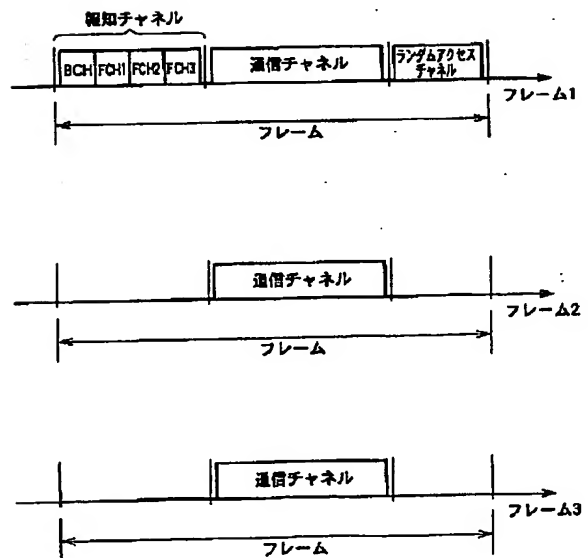 報知チャネル
BCH FCH1 FCH2 FCH3 通信チャネル ランダムアクセス
チャネル
フレーム1
フレーム
通信チャネル
フレーム2
フレーム
通信チャネル
フレーム3
フレーム